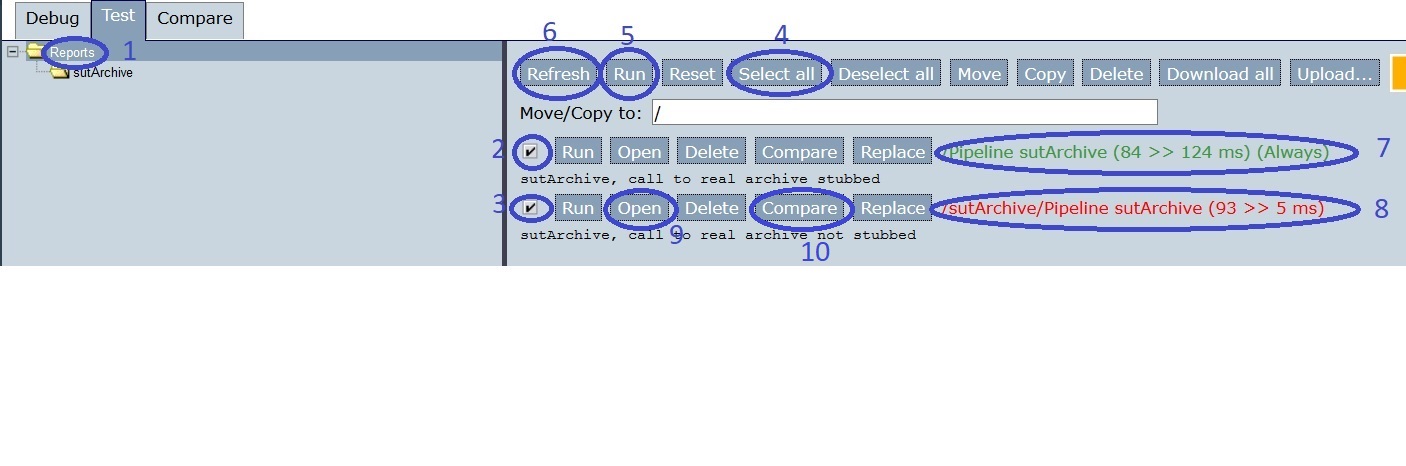 Debug Test Compare
Reports 1
sutArchive
6 5 4
Refresh Run Reset Select all Deselect all Move Copy Delete Download all Upload...
Move/Copy to: /
2 Run Open Delete Compare Replace /Pipeline sutArchive (84 >> 124 ms) (Always) 7
sutArchive, call to real archive stubbed
3 Run Open Delete Compare Replace /sutArchive/Pipeline sutArchive (93 >> 5 ms) 8
sutArchive, call to real archive not stubbed
9 10